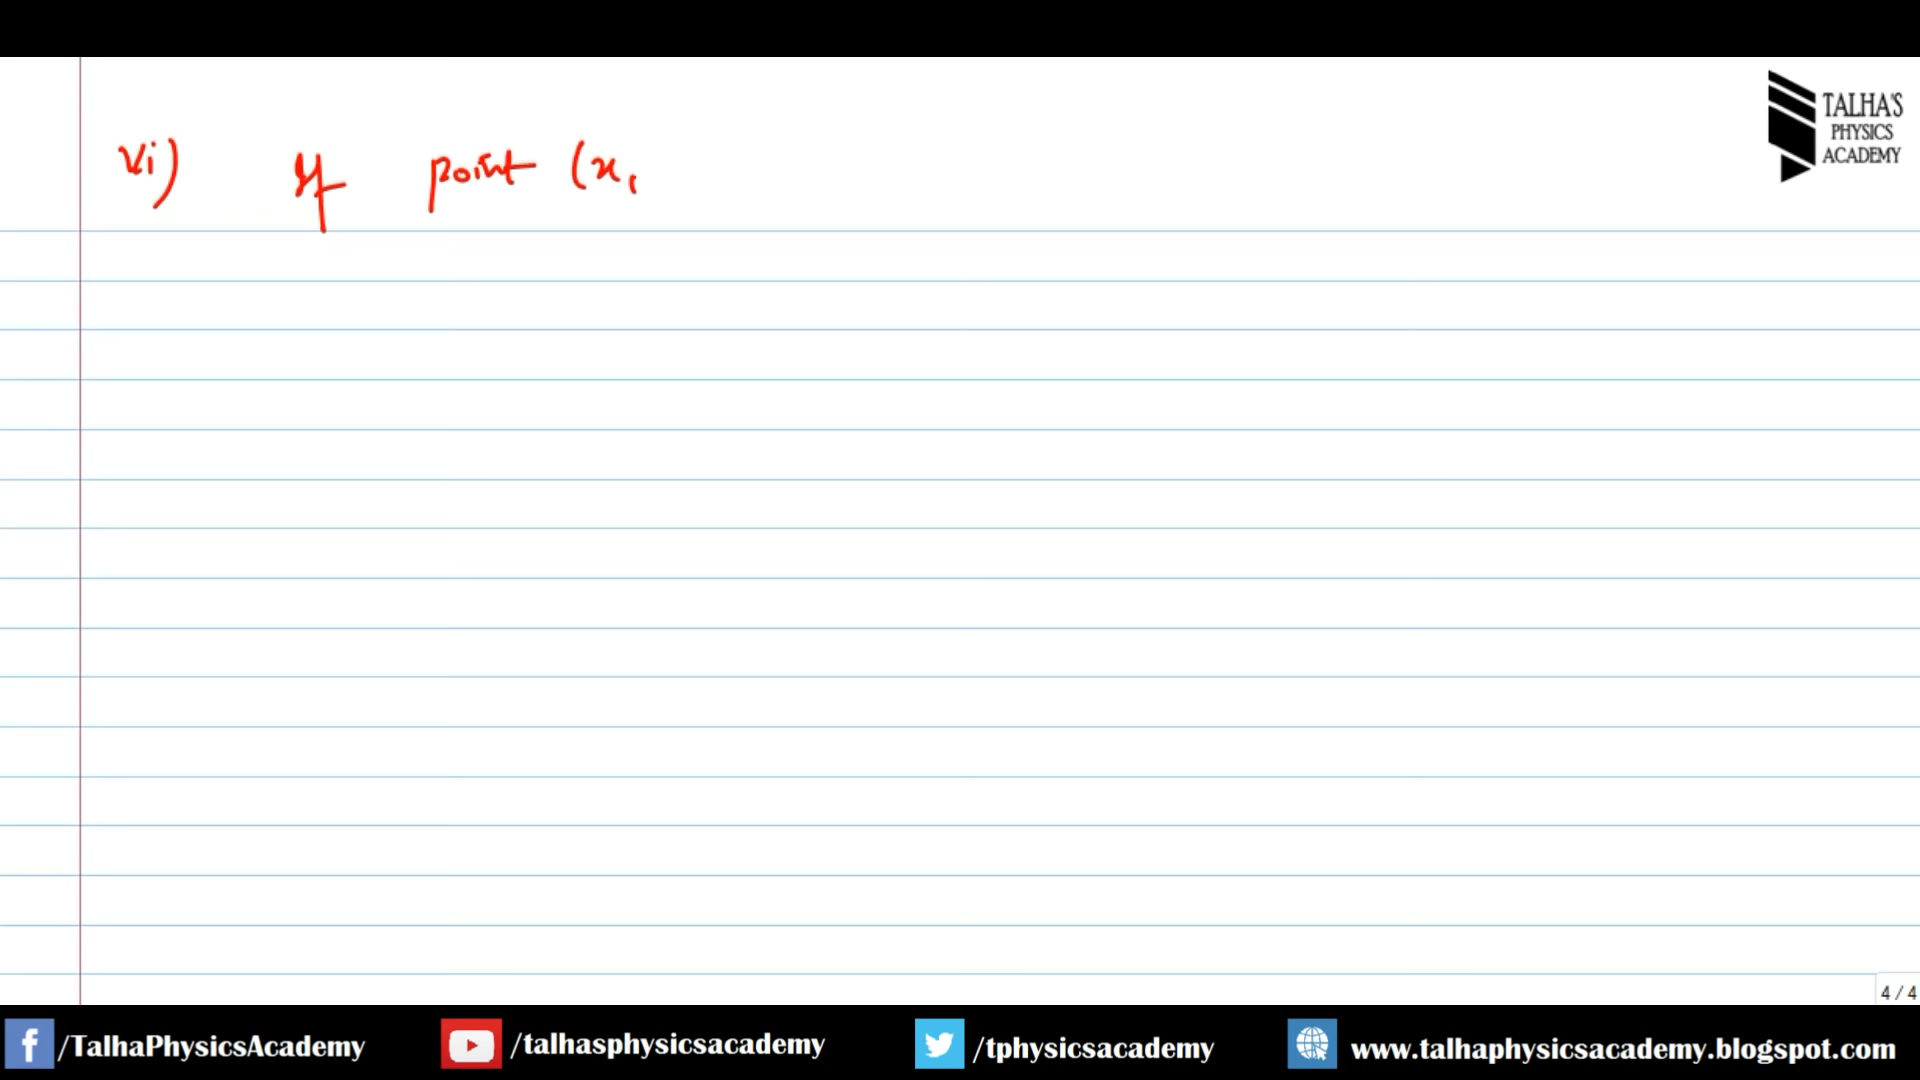 TALHA'S
PHYSICS
ACADEMY
vi) If point (x,
4 / 4
/TalhaPhysicsAcademy /talhasphysicsacademy /tphysicsacademy www.talhaphysicsacademy.blogspot.com